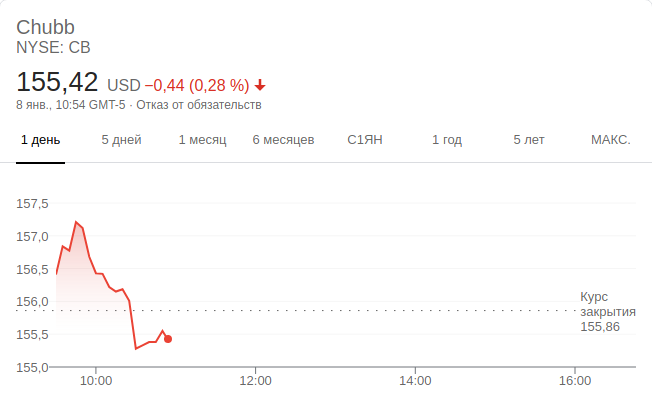 Chubb
NYSE: CB
155,42 USD −0,44 (0,28 %)
8 янв., 10:54 GMT-5 · Отказ от обязательств
1 день 5 дней 1 месяц 6 месяцев С1ЯН 1 год 5 лет МАКС.
157,5
157,0
156,5
156,0
155,5
155,0
Курс
закрытия
155,86
10:00 12:00 14:00 16:00